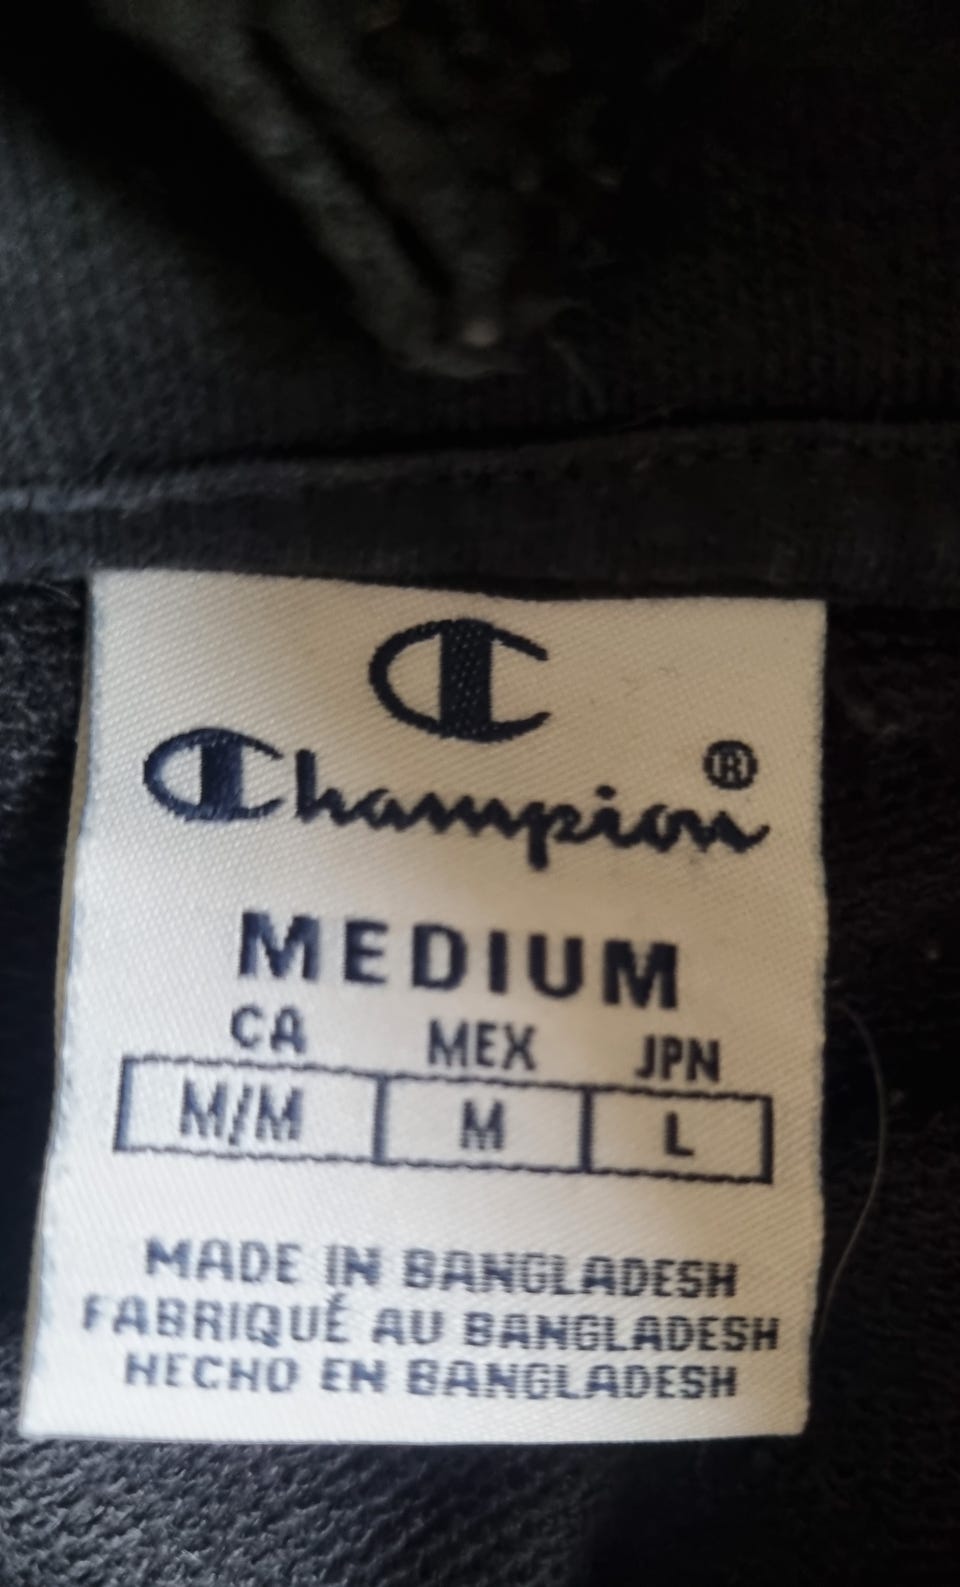 C
Champion®
MEDIUM
CA MEX JPN
M/M M L
MADE IN BANGLADESH
FABRIQUÉ AU BANGLADESH
HECHO EN BANGLADESH